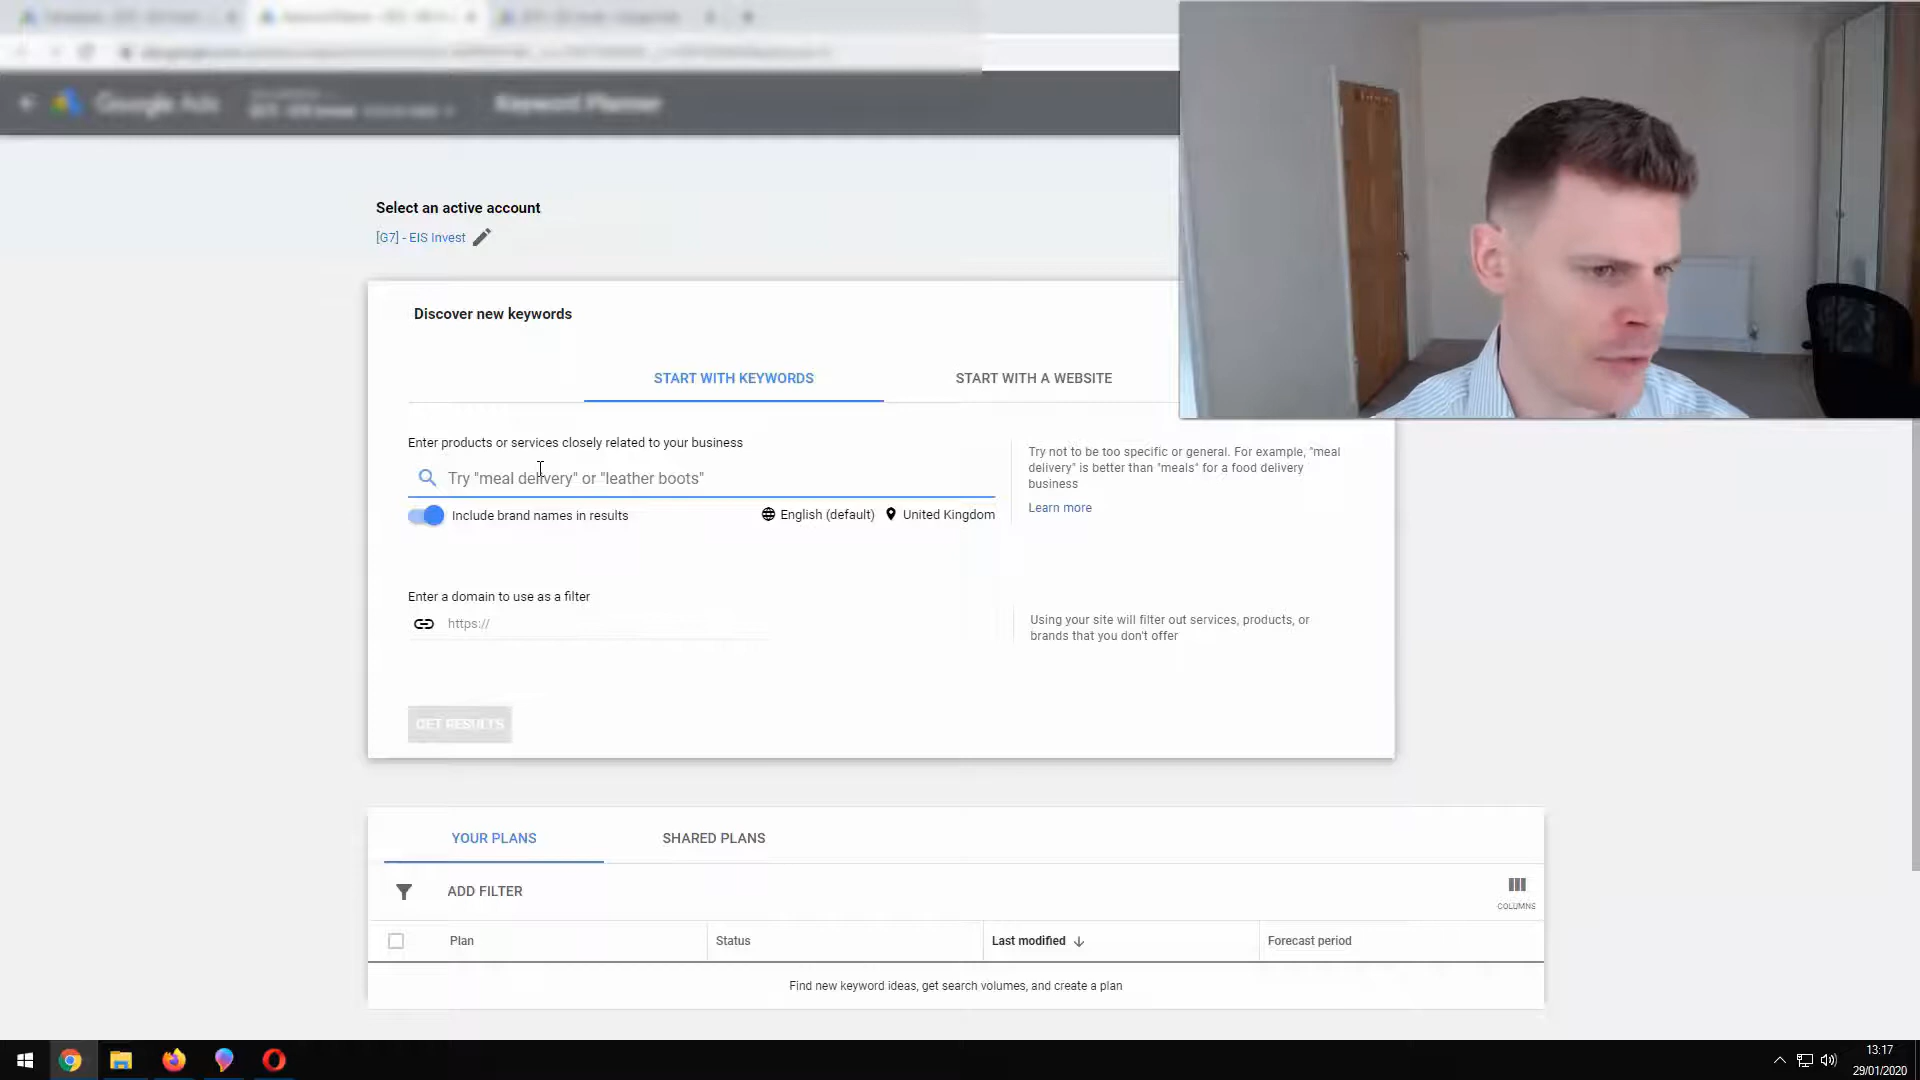 Google Ads
Keyword Planner
Select an active account
[G7] - EIS Invest
Discover new keywords
START WITH KEYWORDS
START WITH A WEBSITE
Enter products or services closely related to your business
Try "meal delivery" or "leather boots"
Include brand names in results
English (default)
United Kingdom
Try not to be too specific or general. For example, "meal
delivery" is better than "meals" for a food delivery
business
Learn more
Enter a domain to use as a filter
https://
Using your site will filter out services, products, or
brands that you don't offer
GET RESULTS
YOUR PLANS
SHARED PLANS
ADD FILTER
COLUMNS
Plan
Status
Last modified
Forecast period
Find new keyword ideas, get search volumes, and create a plan
13:17
29/01/2020